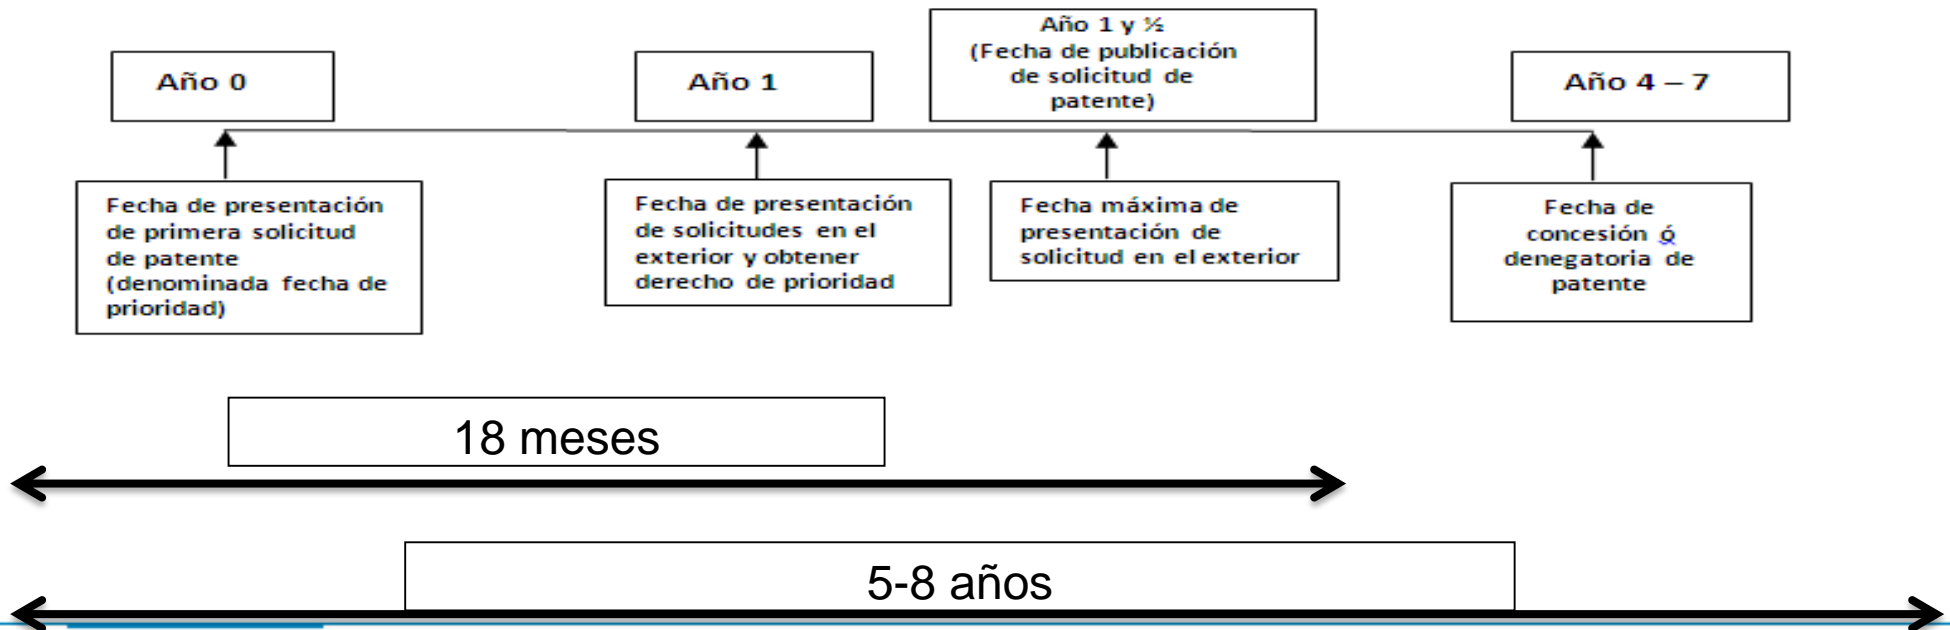 Año 0
Año 1
Año 1 y ½
(Fecha de publicación
de solicitud de
patente)
Año 4 – 7
Fecha de presentación
de primera solicitud
de patente
(denominada fecha de
prioridad)
Fecha de presentación
de solicitudes en el
exterior y obtener
derecho de prioridad
Fecha máxima de
presentación de
solicitud en el exterior
Fecha de
concesión ó
denegatoria de
patente
18 meses
5-8 años